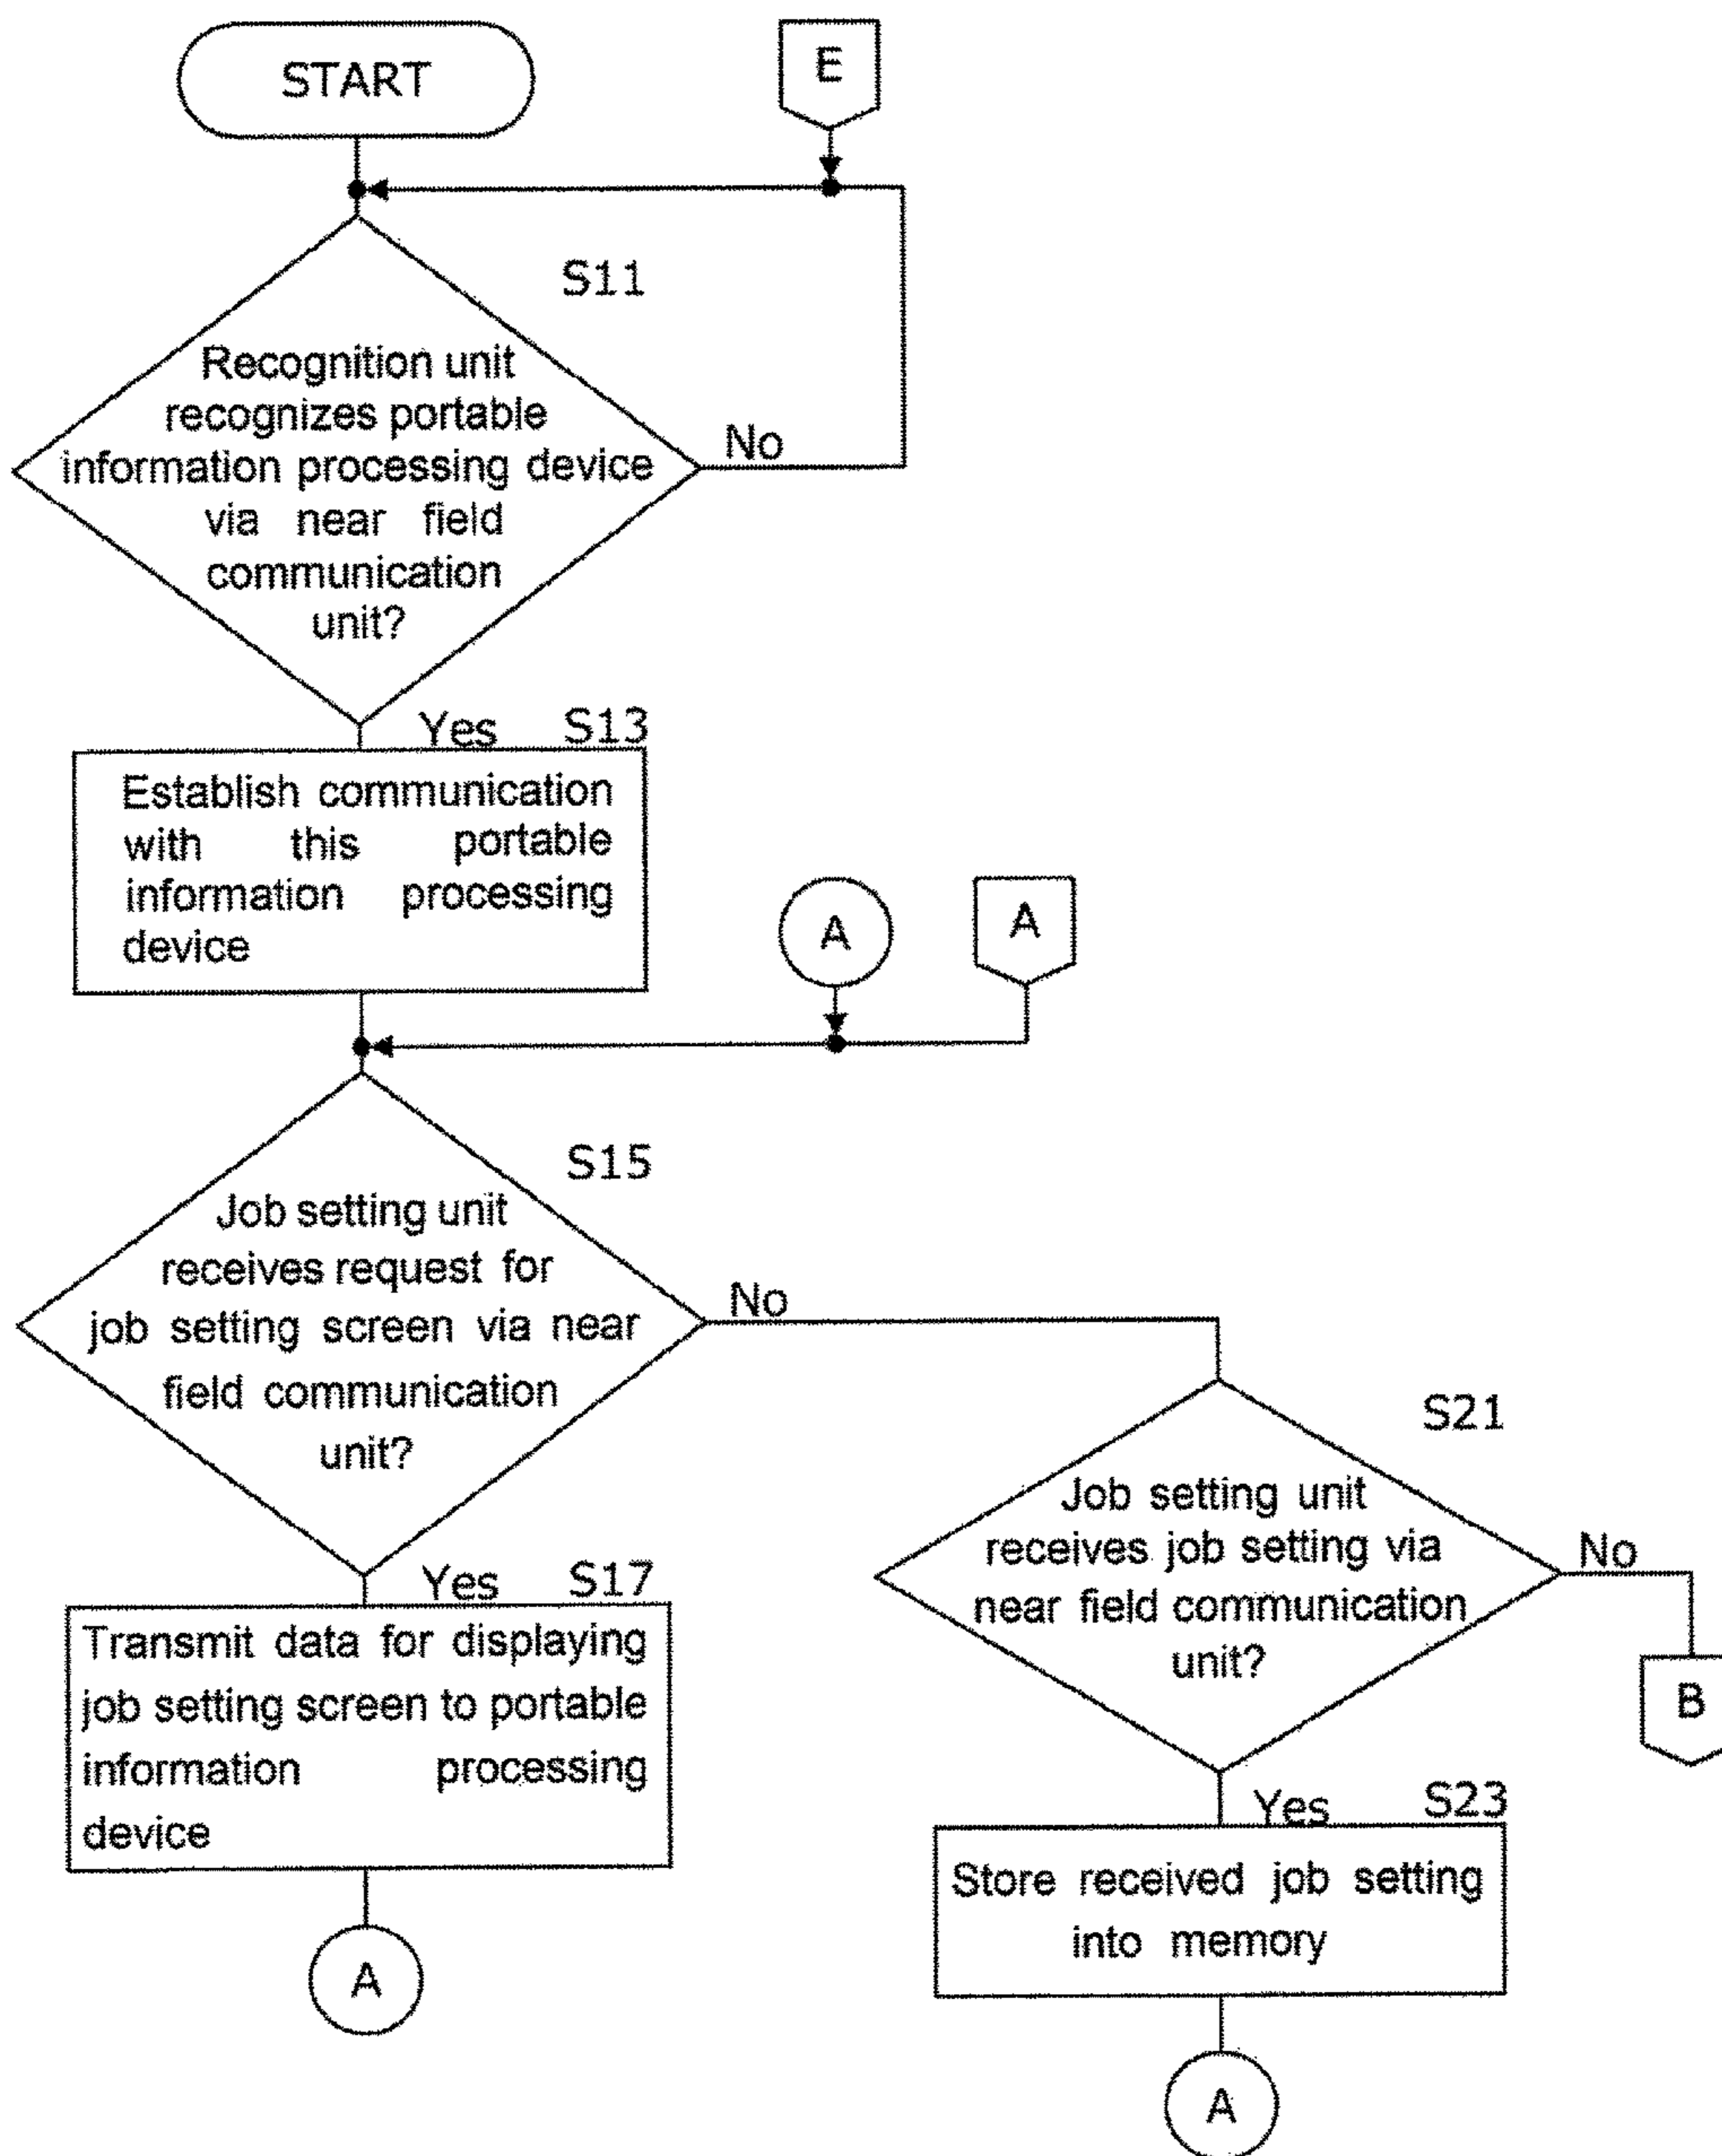 START
E
S11
Recognition unit
recognizes portable
information processing device
via near field
communication
unit?
No
Yes
S13
Establish communication
with this portable
information processing
device
A
A
S15
Job setting unit
receives request for
job setting screen via near
field communication
unit?
No
Yes
S17
Transmit data for displaying
job setting screen to portable
information processing
device
A
S21
Job setting unit
receives job setting via
near field communication
unit?
No
B
Yes
S23
Store received job setting
into memory
A